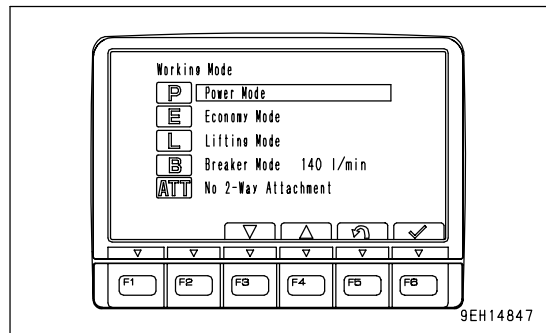 Working Mode
P Power Mode
E Economy Mode
L Lifting Mode
B Breaker Mode 140 l/min
ATT No 2-Way Attachment
F1 F2 F3 F4 F5 F6
9EH14847